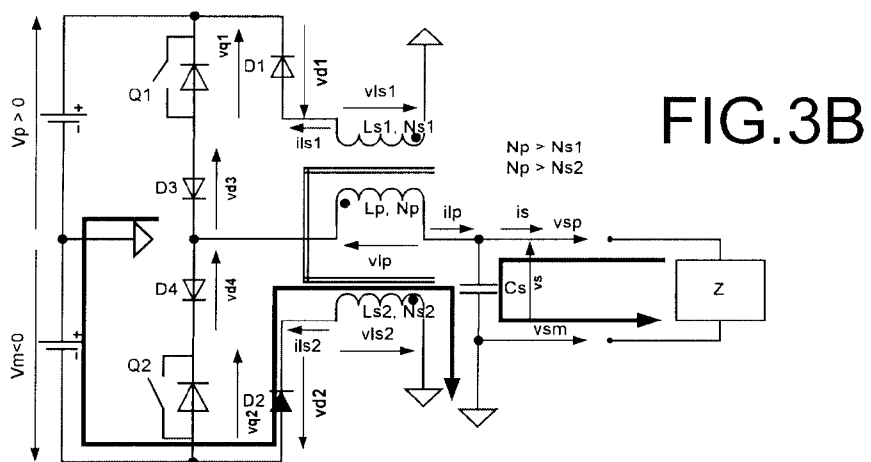 FIG.3B
Vp > 0
+
-
Q1
vq1
D1
vd1
vls1
ils1
Ls1, Ns1
Np > Ns1
Np > Ns2
D3
vd3
Lp, Np
ilp
is
vsp
vlp
D4
vd4
Cs
vs
Z
Ls2, Ns2
vsm
Vm<0
+
-
ils2
vls2
Q2
vq2
D2
vd2